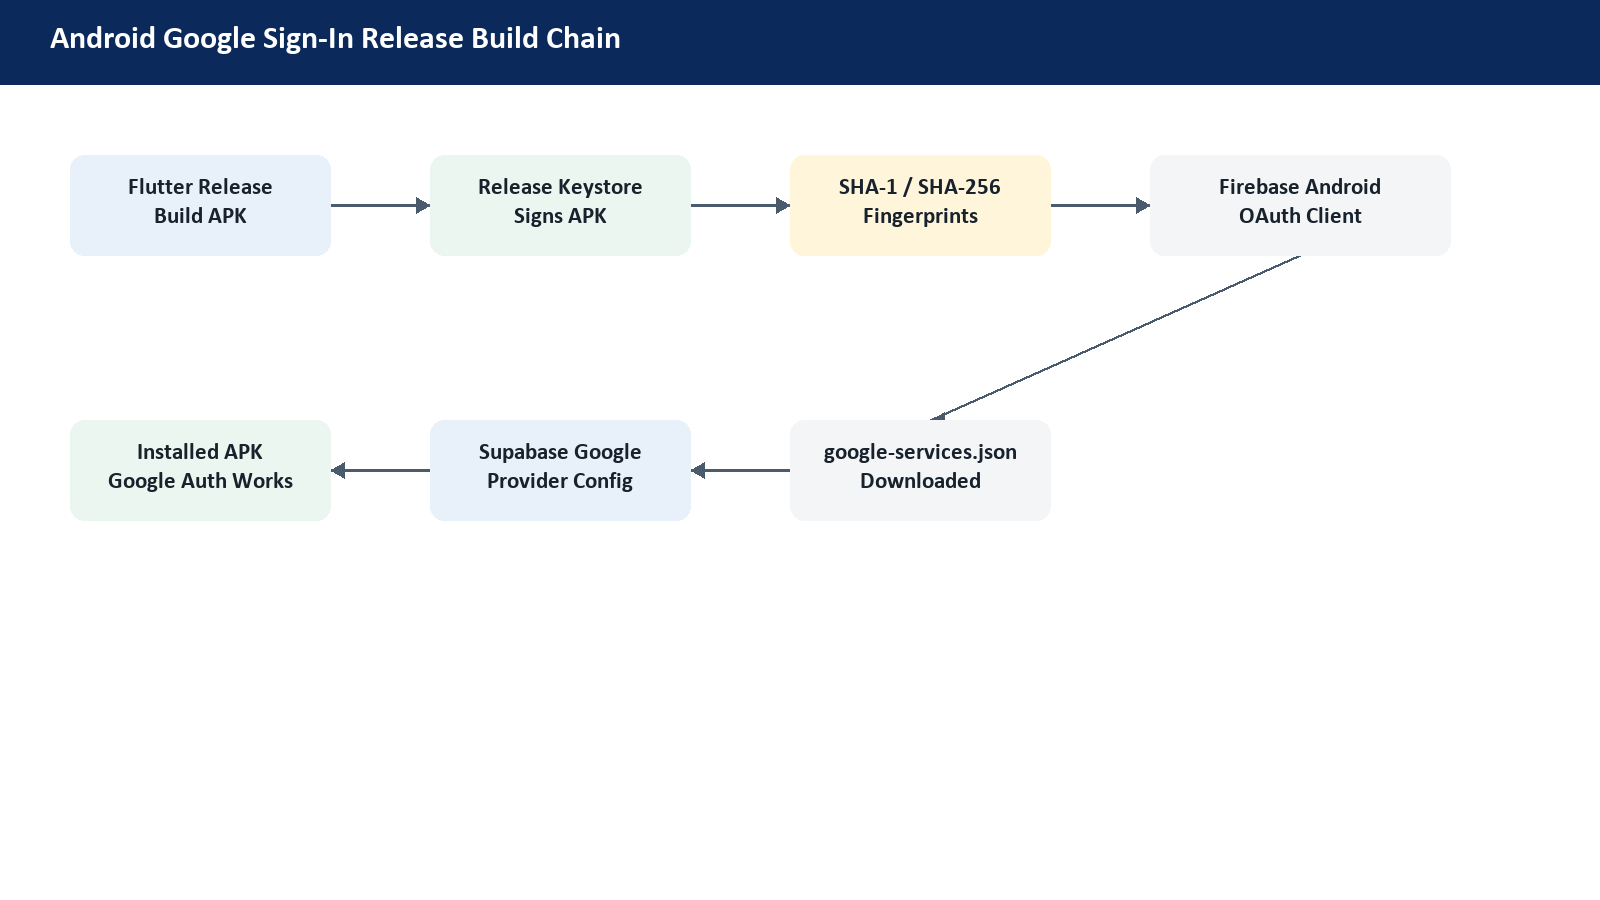 Android Google Sign-In Release Build Chain
Flutter Release
Build APK
Release Keystore
Signs APK
SHA-1 / SHA-256
Fingerprints
Firebase Android
OAuth Client
Installed APK
Google Auth Works
Supabase Google
Provider Config
google-services.json
Downloaded